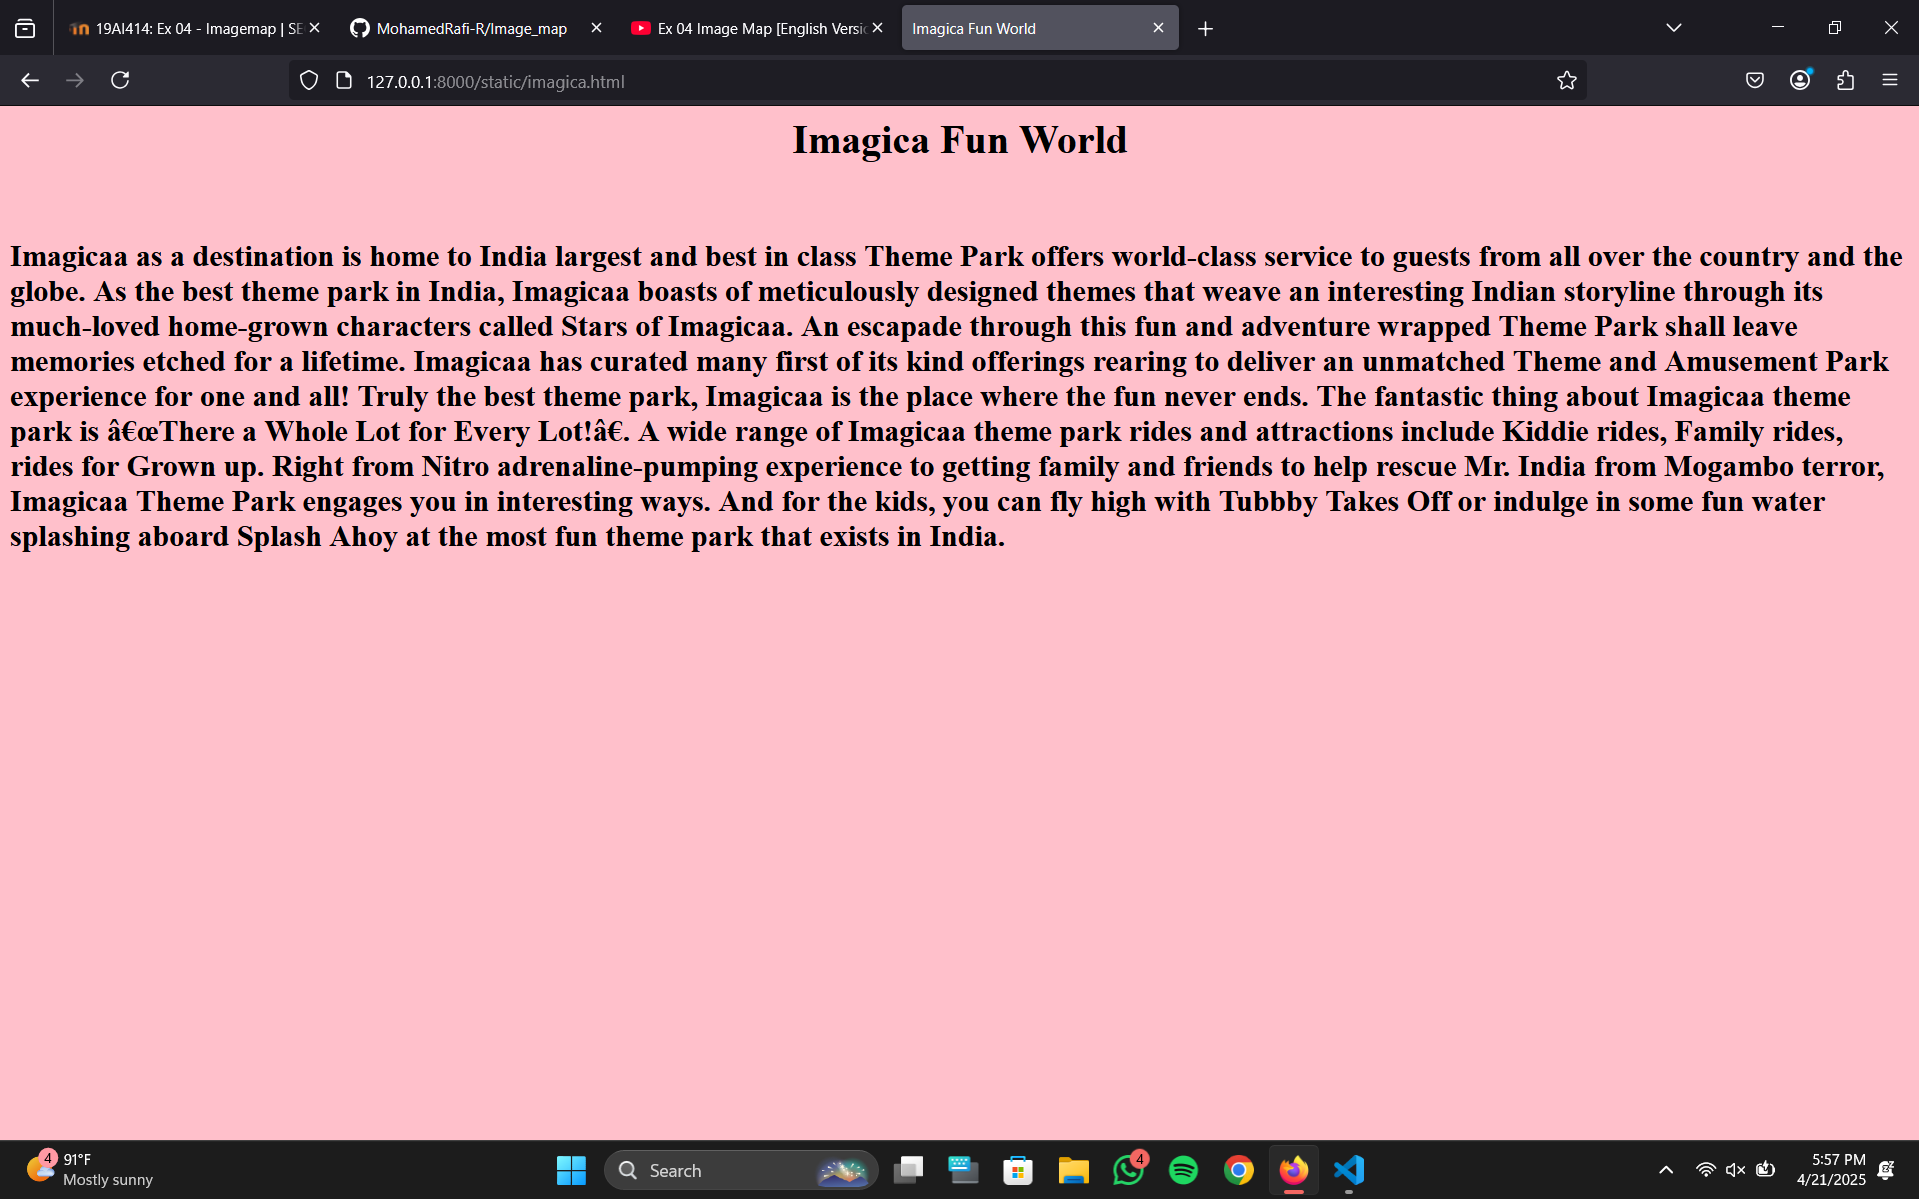 19AI414: Ex 04 - Imagemap | SE
MohamedRafi-R/Image_map
Ex 04 Image Map [English Versio
Imagica Fun World
127.0.0.1:8000/static/imagica.html
Imagica Fun World
Imagicaa as a destination is home to India largest and best in class Theme Park offers world-class service to guests from all over the country and the
globe. As the best theme park in India, Imagicaa boasts of meticulously designed themes that weave an interesting Indian storyline through its
much-loved home-grown characters called Stars of Imagicaa. An escapade through this fun and adventure wrapped Theme Park shall leave
memories etched for a lifetime. Imagicaa has curated many first of its kind offerings rearing to deliver an unmatched Theme and Amusement Park
experience for one and all! Truly the best theme park, Imagicaa is the place where the fun never ends. The fantastic thing about Imagicaa theme
park is â€œThere a Whole Lot for Every Lot!â€. A wide range of Imagicaa theme park rides and attractions include Kiddie rides, Family rides,
rides for Grown up. Right from Nitro adrenaline-pumping experience to getting family and friends to help rescue Mr. India from Mogambo terror,
Imagicaa Theme Park engages you in interesting ways. And for the kids, you can fly high with Tubbby Takes Off or indulge in some fun water
splashing aboard Splash Ahoy at the most fun theme park that exists in India.
4
91°F
Mostly sunny
Search
4
5:57 PM
4/21/2025